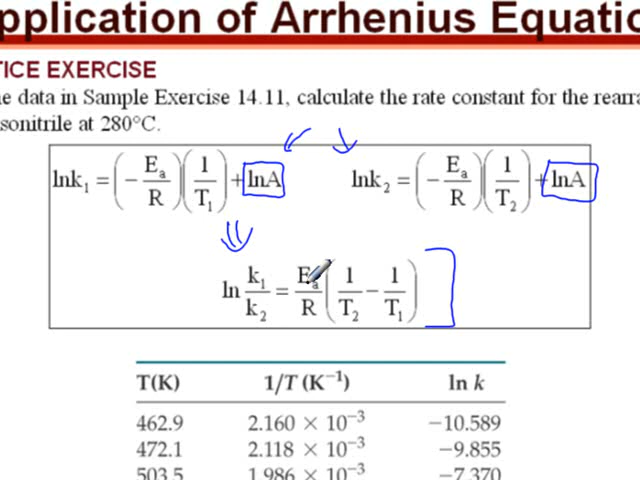 pplication of Arrhenius Equation
TICE EXERCISE
e data in Sample Exercise 14.11, calculate the rate constant for the rearra
sonitrile at 280°C.
lnk₁ = (− Eₐ/R)(1/T₁) + lnA lnk₂ = (− Eₐ/R)(1/T₂) + lnA
ln k₁/k₂ = Eₐ/R (1/T₂ − 1/T₁)
T(K) 1/T (K⁻¹) ln k
462.9 2.160 × 10⁻³ −10.589
472.1 2.118 × 10⁻³ −9.855
503.5 1.986 × 10⁻³ −7.370